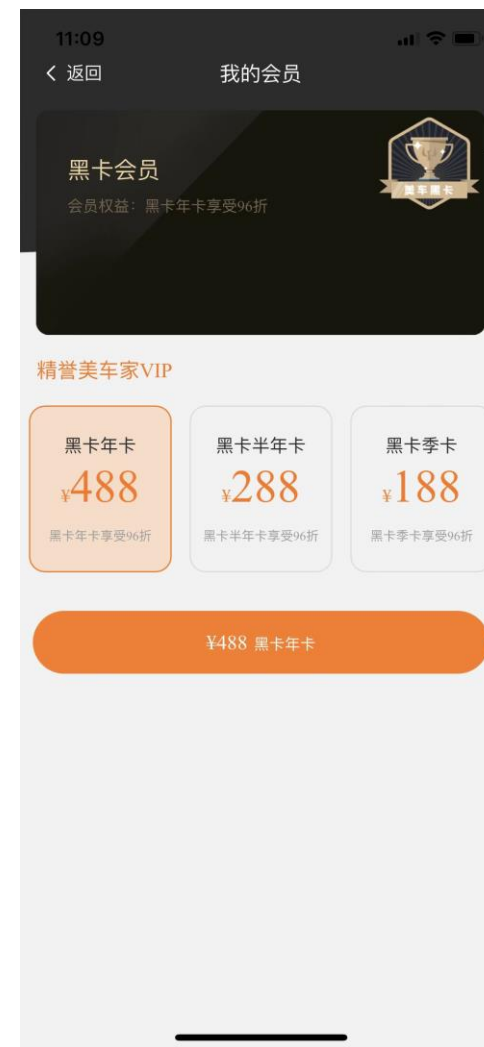 11:09
返回
我的会员
黑卡会员
会员权益：黑卡年卡享受96折
美车黑卡
精誉美车家VIP
黑卡年卡
¥488
黑卡年卡享受96折
黑卡半年卡
¥288
黑卡半年卡享受96折
黑卡季卡
¥188
黑卡季卡享受96折
¥488 黑卡年卡